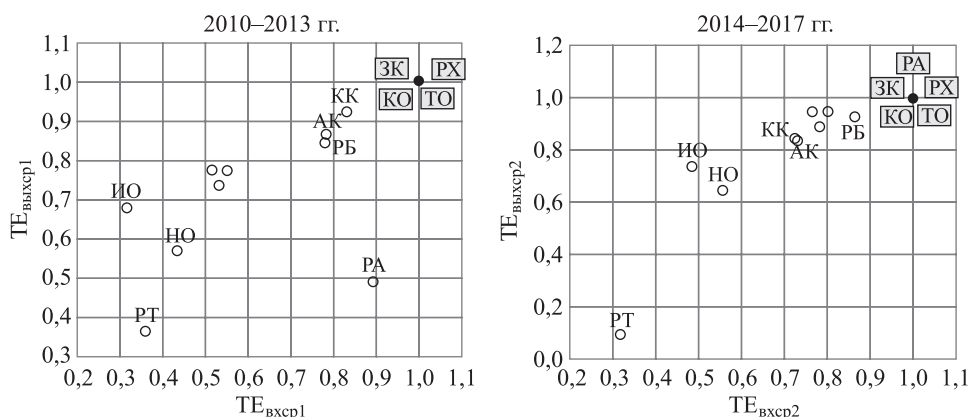 2010–2013 гг.
1,1
1,0
0,9
0,8
0,7
0,6
0,5
0,4
0,3
0,2 0,3 0,4 0,5 0,6 0,7 0,8 0,9 1,0 1,1
TEвыхср1
TEвхср1
ЗК РХ
КО ТО
КК
АК
РБ
ИО
НО
РА
РТ
2014–2017 гг.
1,2
1,0
0,8
0,6
0,4
0,2
0,0
0,2 0,3 0,4 0,5 0,6 0,7 0,8 0,9 1,0 1,1
TEвыхср2
TEвхср2
РА
ЗК РХ
КО ТО
РБ
КК
АК
ИО
НО
РТ